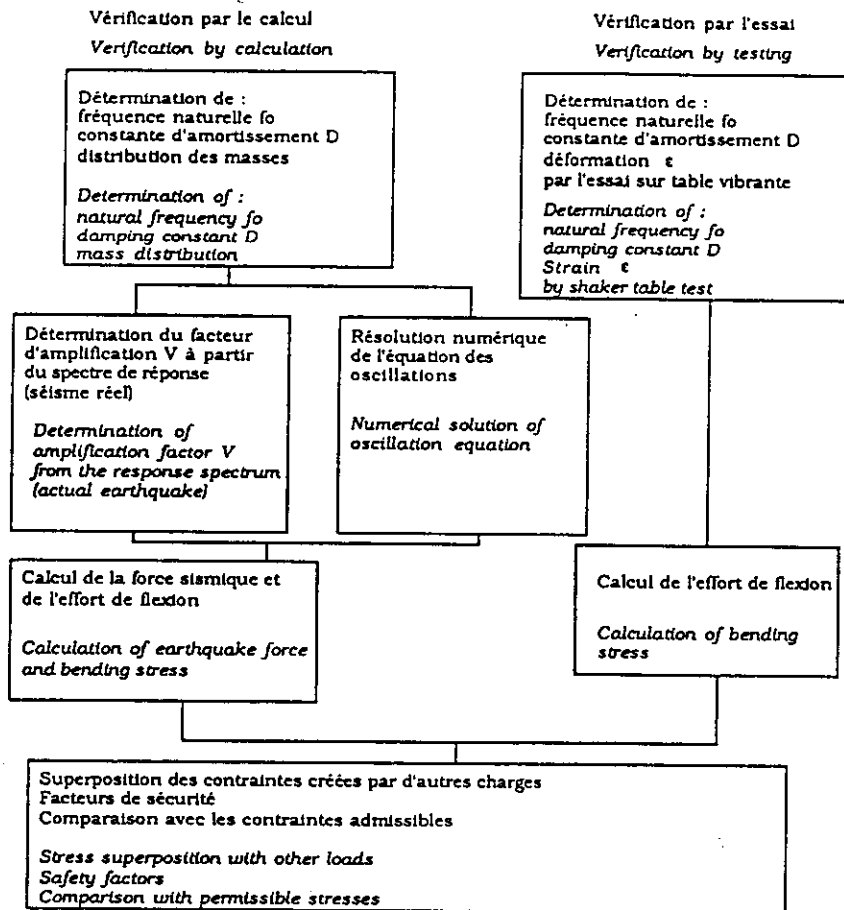 Vérification par le calcul
Verification by calculation
Détermination de :
fréquence naturelle fo
constante d'amortissement D
distribution des masses
Determination of :
natural frequency fo
damping constant D
mass distribution
Vérification par l'essai
Verification by testing
Détermination de :
fréquence naturelle fo
constante d'amortissement D
déformation ε
par l'essai sur table vibrante
Determination of :
natural frequency fo
damping constant D
Strain ε
by shaker table test
Détermination du facteur
d'amplification V à partir
du spectre de réponse
(séisme réel)
Determination of
amplification factor V
from the response spectrum
(actual earthquake)
Résolution numérique
de l'équation des
oscillations
Numerical solution of
oscillation equation
Calcul de la force sismique et
de l'effort de flexion
Calculation of earthquake force
and bending stress
Calcul de l'effort de flexion
Calculation of bending
stress
Superposition des contraintes créées par d'autres charges
Facteurs de sécurité
Comparaison avec les contraintes admissibles
Stress superposition with other loads
Safety factors
Comparison with permissible stresses